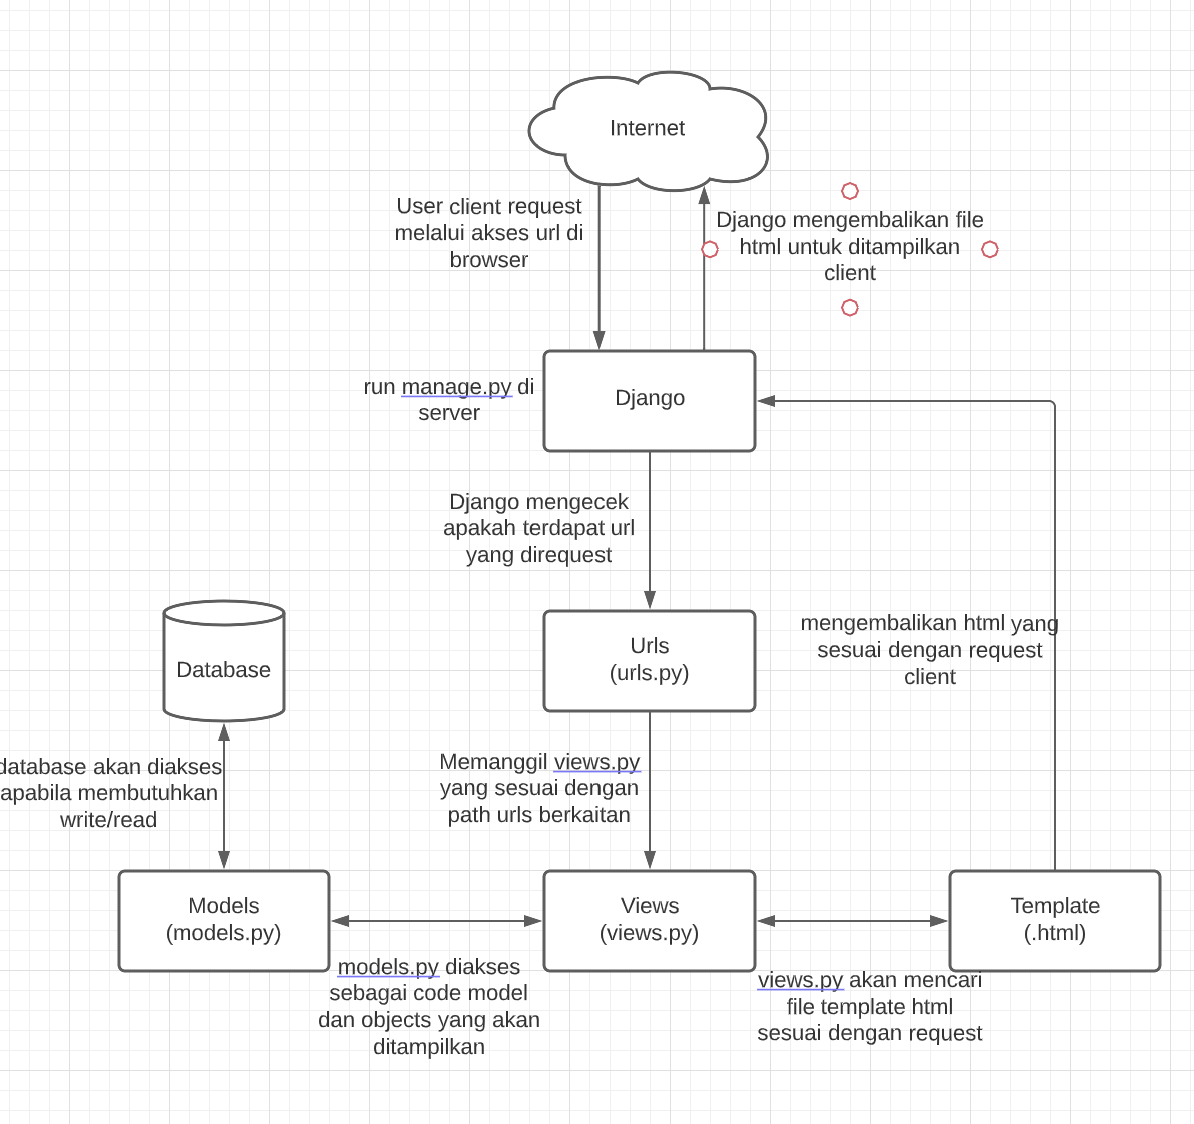 Internet
User client request
melalui akses url di
browser
Django mengembalikan file
html untuk ditampilkan
client
run manage.py di
server
Django
Django mengecek
apakah terdapat url
yang direquest
Urls
(urls.py)
mengembalikan html yang
sesuai dengan request
client
Database
database akan diakses
apabila membutuhkan
write/read
Memanggil views.py
yang sesuai dengan
path urls berkaitan
Models
(models.py)
Views
(views.py)
Template
(.html)
models.py diakses
sebagai code model
dan objects yang akan
ditampilkan
views.py akan mencari
file template html
sesuai dengan request